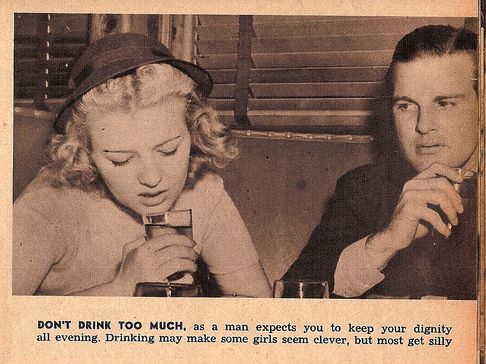 DON'T DRINK TOO MUCH, as a man expects you to keep your dignity
all evening. Drinking may make some girls seem clever, but most get silly